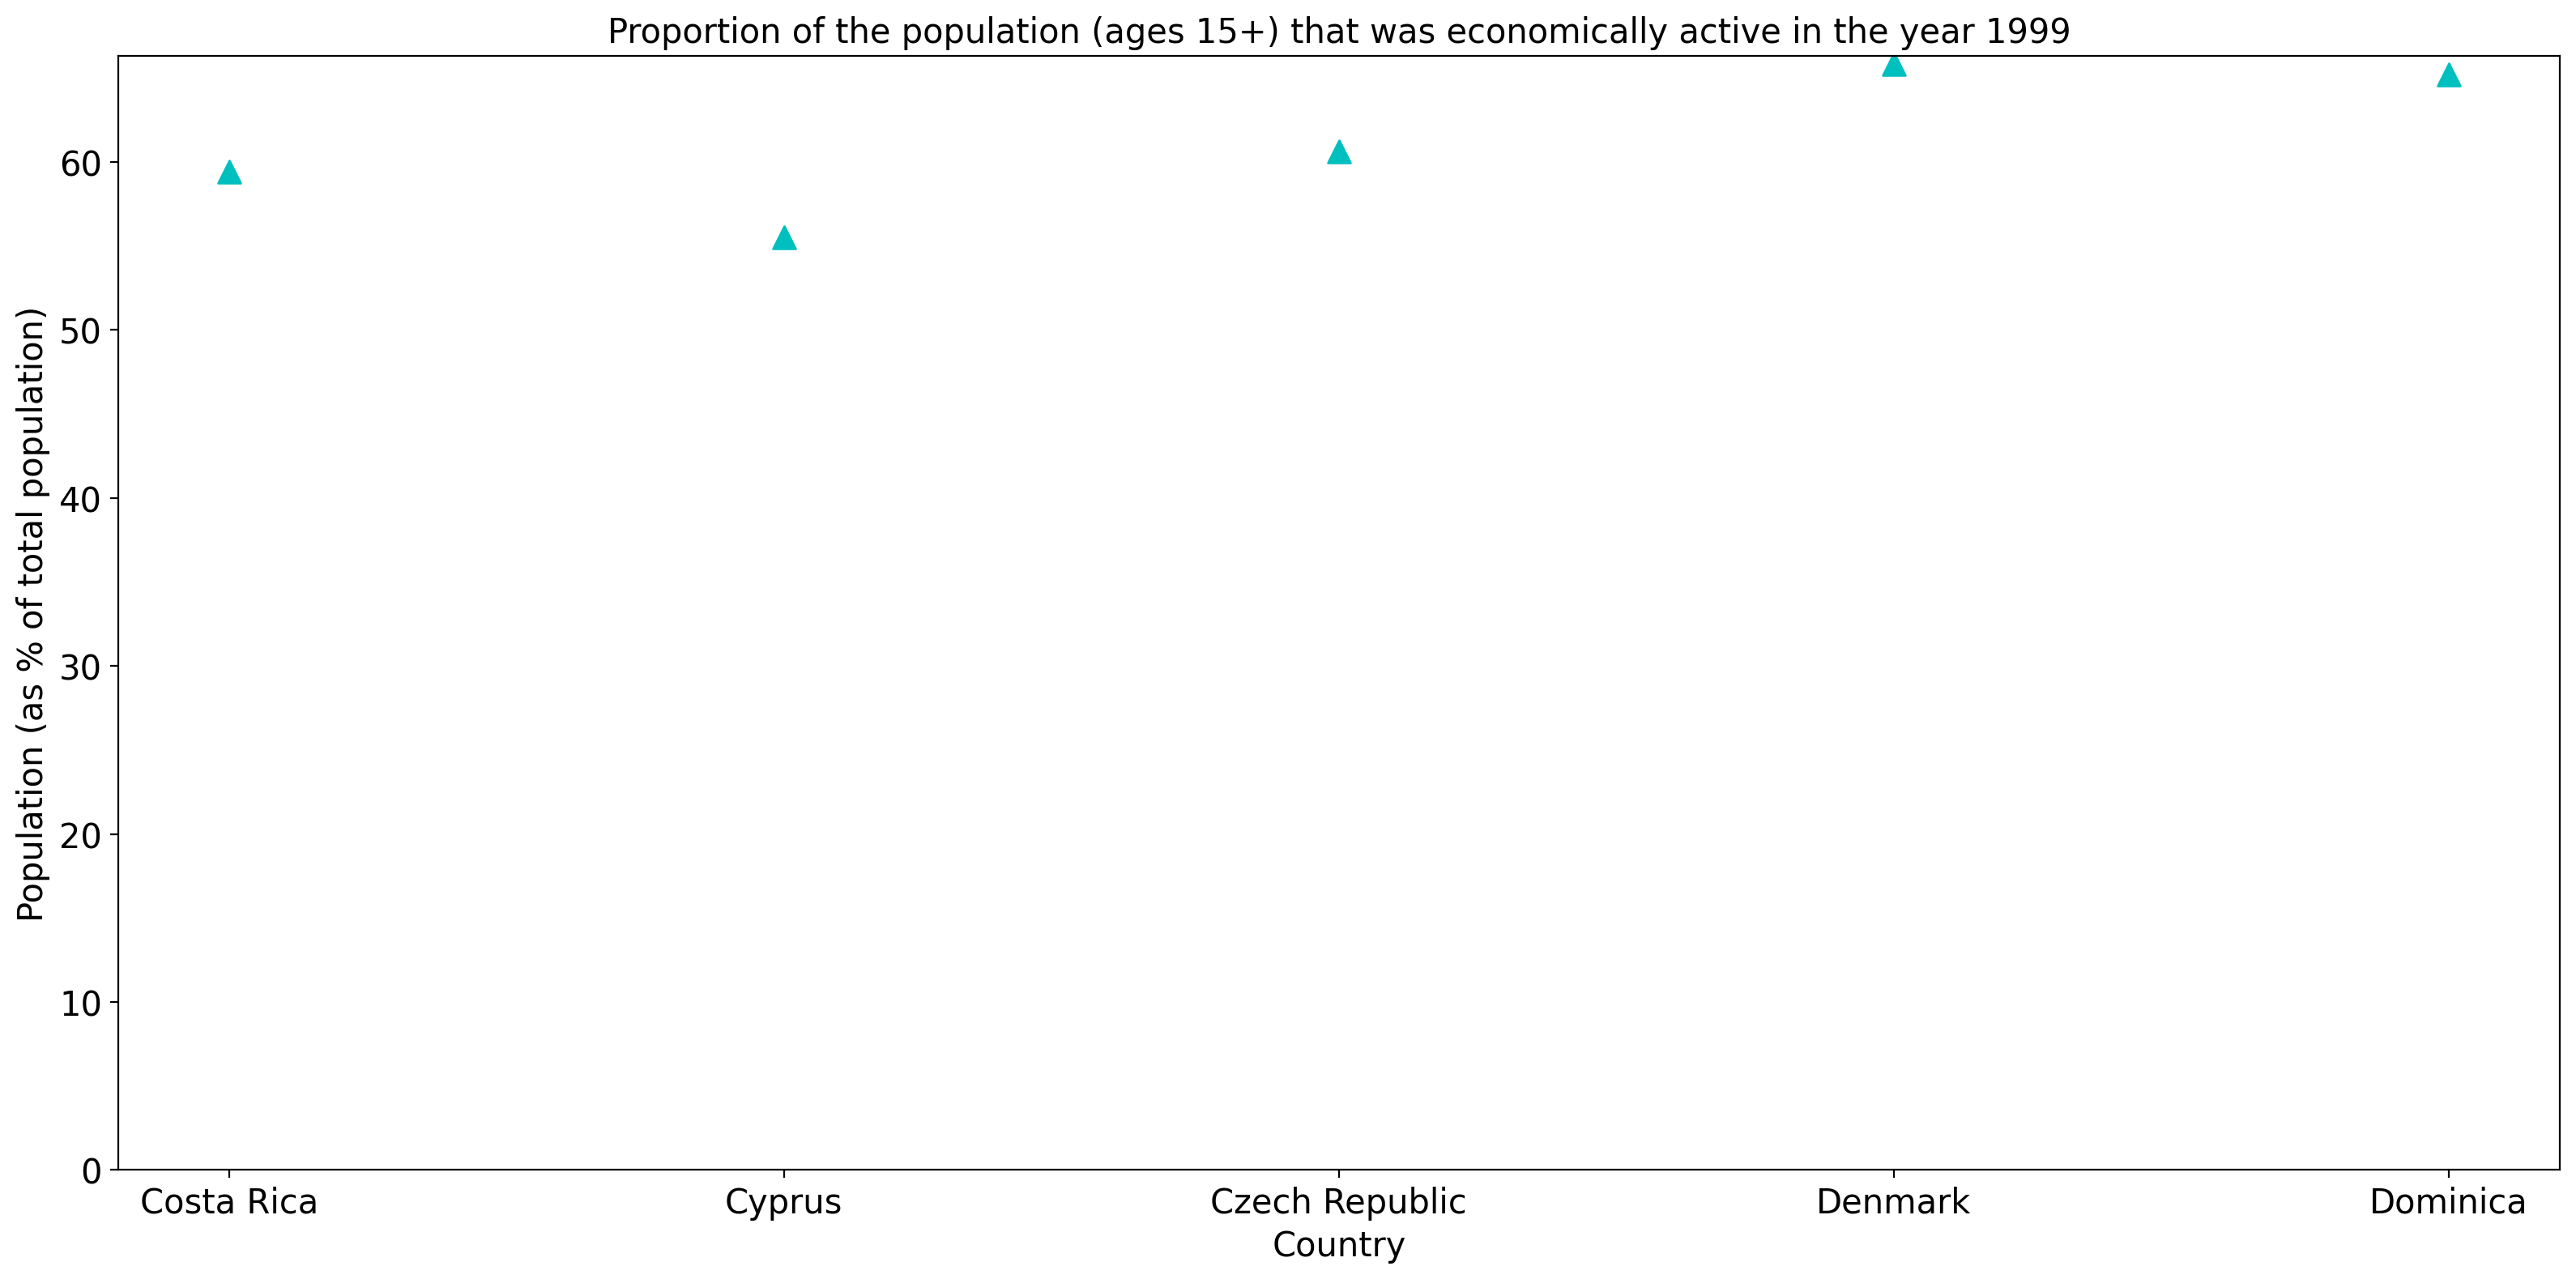 Proportion of the population (ages 15+) that was economically active in the year 1999
Population (as % of total population)
60
50
40
30
20
10
0
Costa Rica
Cyprus
Czech Republic
Denmark
Dominica
Country